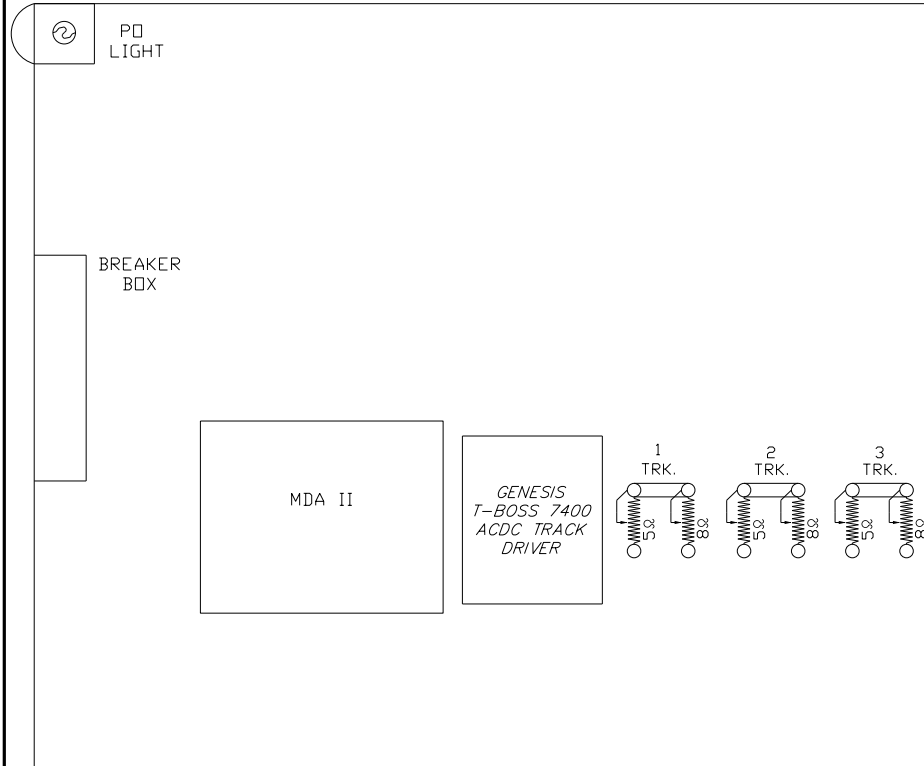 PO
LIGHT
BREAKER
BOX
MDA II
GENESIS
T-BOSS 7400
ACDC TRACK
DRIVER
1
TRK.
5Ω
8Ω
2
TRK.
5Ω
8Ω
3
TRK.
5Ω
8Ω